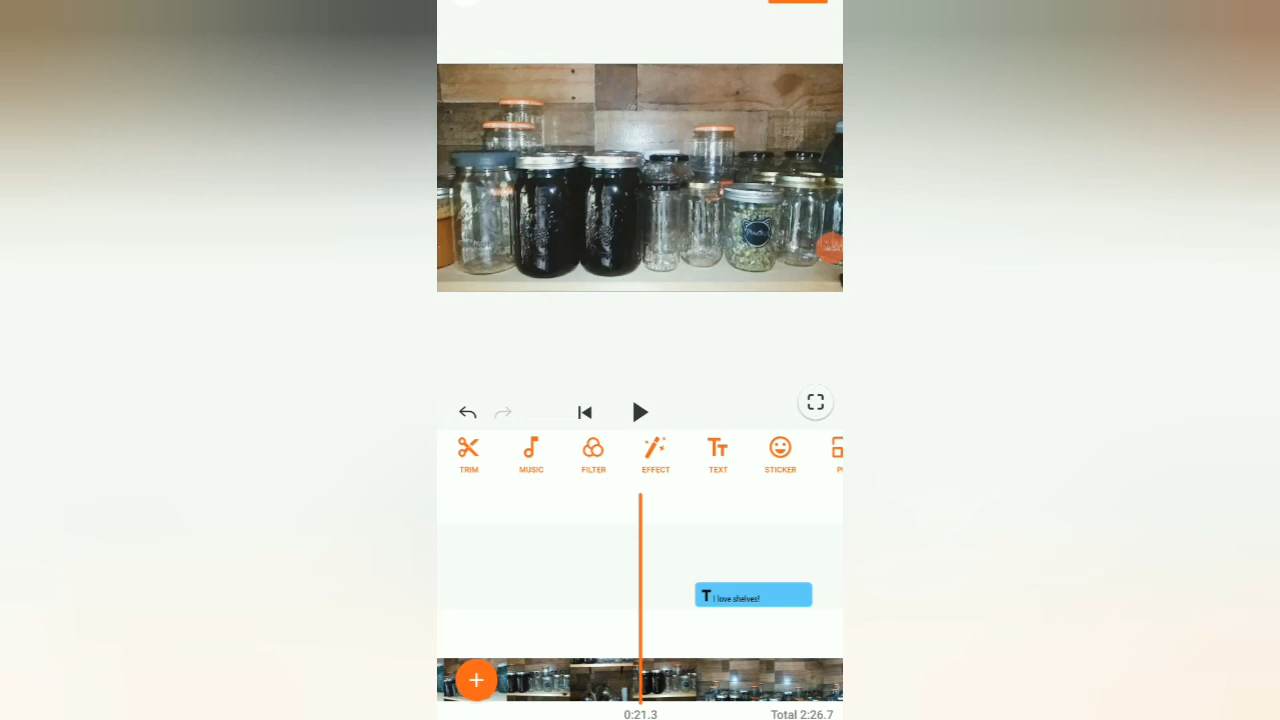 TRIM
MUSIC
FILTER
EFFECT
TEXT
STICKER
I love shelves!
0:21.3
Total 2:26.7